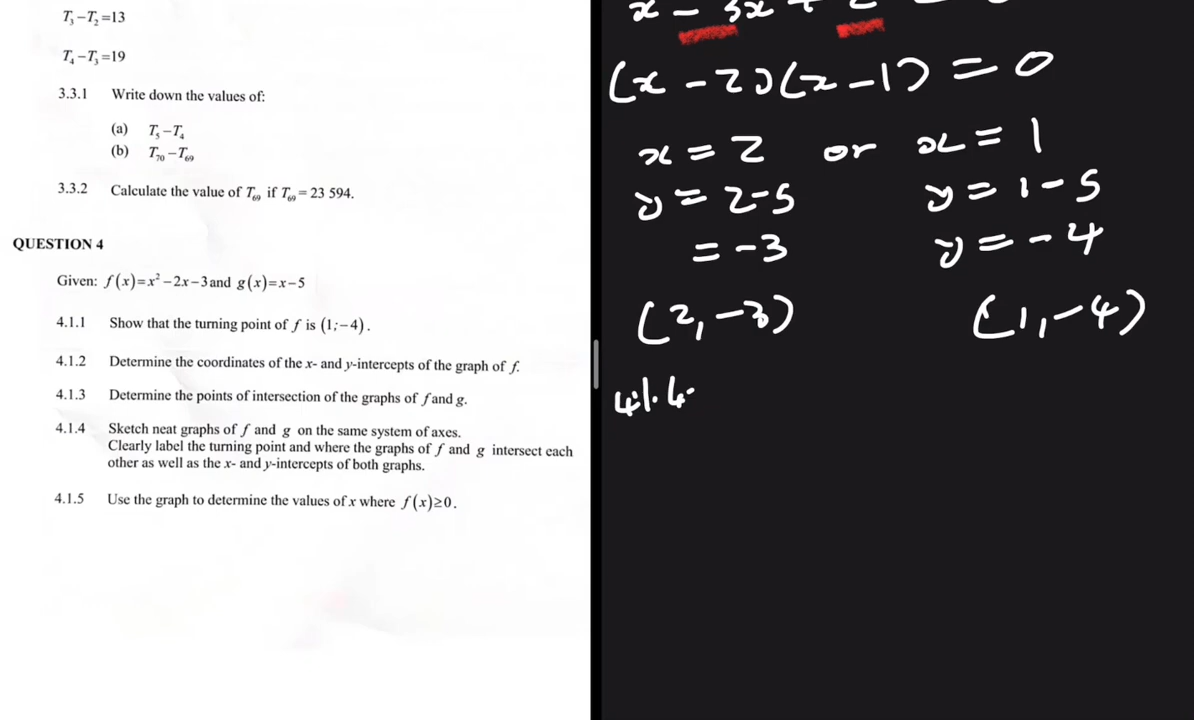 T₃−T₂=13
T₄−T₃=19
3.3.1 Write down the values of:
(a) T₅−T₄
(b) T₇₀−T₆₉
3.3.2 Calculate the value of T₆₉ if T₆₉=23 594.
QUESTION 4
Given: f(x)=x²−2x−3 and g(x)=x−5
4.1.1 Show that the turning point of f is (1;−4).
4.1.2 Determine the coordinates of the x- and y-intercepts of the graph of f.
4.1.3 Determine the points of intersection of the graphs of f and g.
4.1.4 Sketch neat graphs of f and g on the same system of axes.
Clearly label the turning point and where the graphs of f and g intersect each
other as well as the x- and y-intercepts of both graphs.
4.1.5 Use the graph to determine the values of x where f(x)≥0.
(x−2)(x−1)=0
x=2 or x=1
y=2-5 y=1-5
=-3 y=-4
(2,-3) (1,-4)
4.1.4.